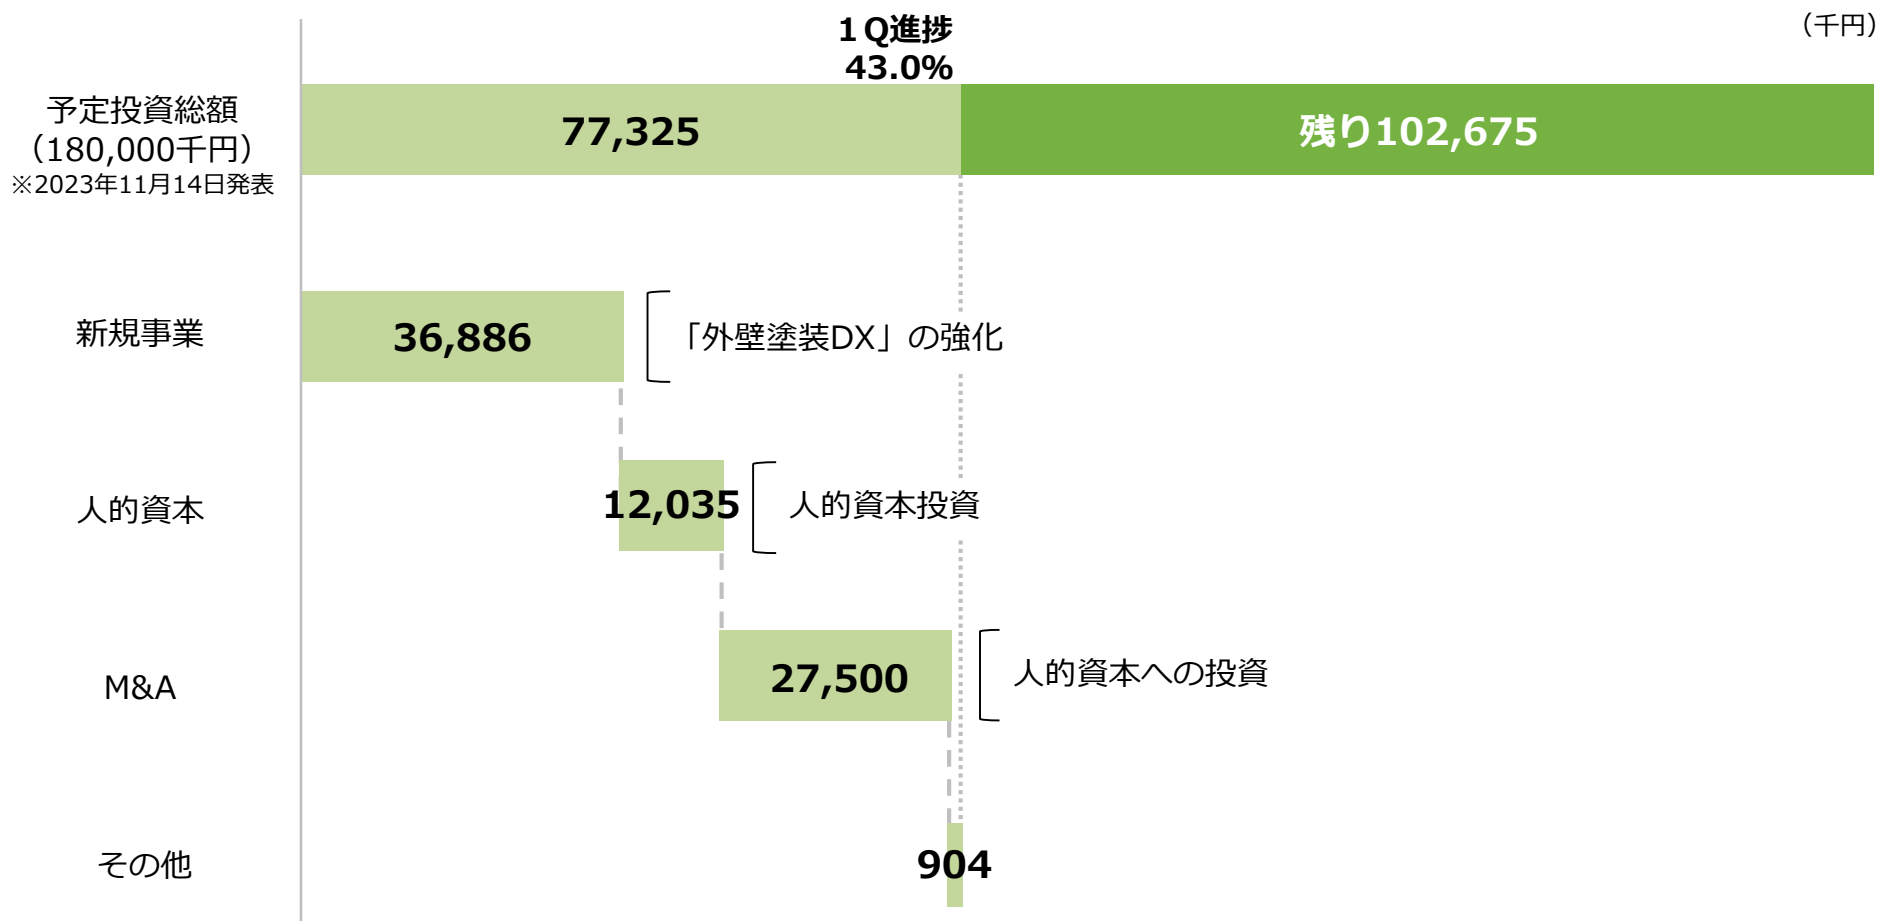 １Q進捗
43.0%
（千円）
予定投資総額
（180,000千円）
※2023年11月14日発表
77,325
残り102,675
新規事業
36,886
「外壁塗装DX」の強化
人的資本
12,035
人的資本投資
M&A
27,500
人的資本への投資
その他
904